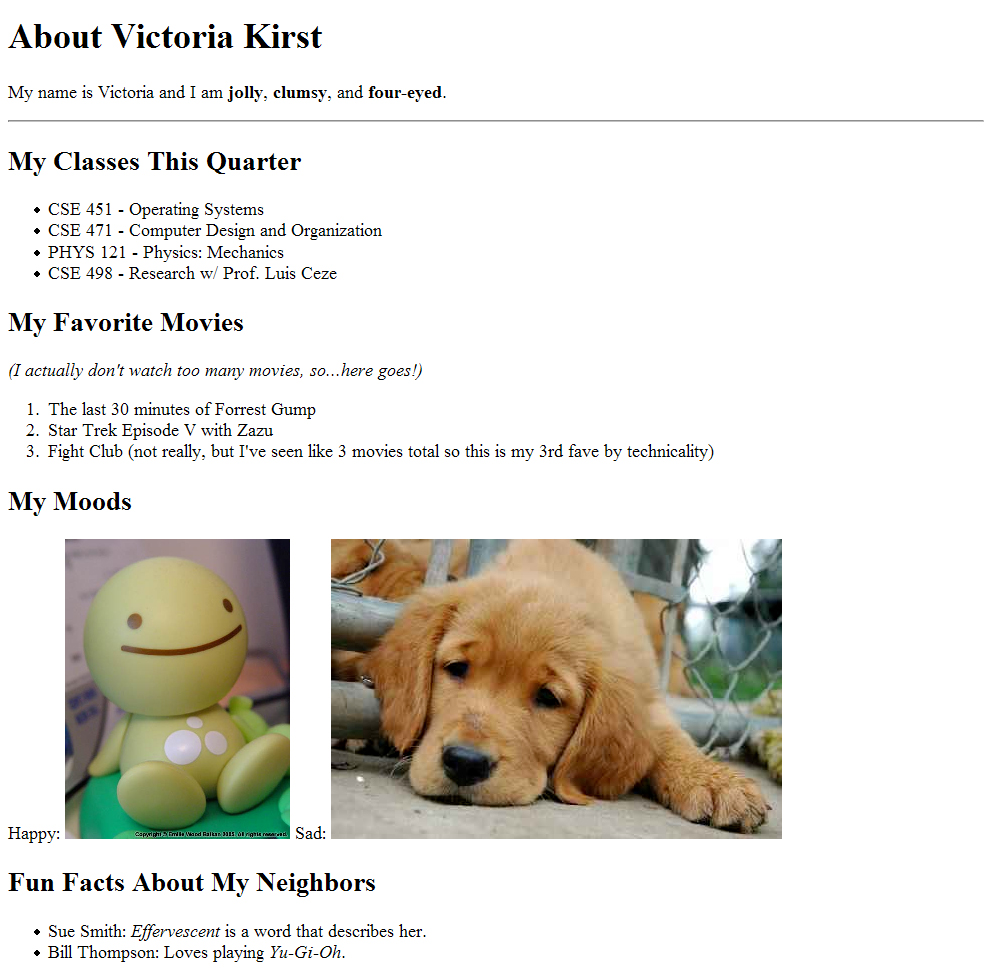 About Victoria Kirst
My name is Victoria and I am jolly, clumsy, and four-eyed.
My Classes This Quarter
CSE 451 - Operating Systems
CSE 471 - Computer Design and Organization
PHYS 121 - Physics: Mechanics
CSE 498 - Research w/ Prof. Luis Ceze
My Favorite Movies
(I actually don't watch too many movies, so...here goes!)
1. The last 30 minutes of Forrest Gump
2. Star Trek Episode V with Zazu
3. Fight Club (not really, but I've seen like 3 movies total so this is my 3rd fave by technicality)
My Moods
Happy: Sad:
Fun Facts About My Neighbors
Sue Smith: Effervescent is a word that describes her.
Bill Thompson: Loves playing Yu-Gi-Oh.